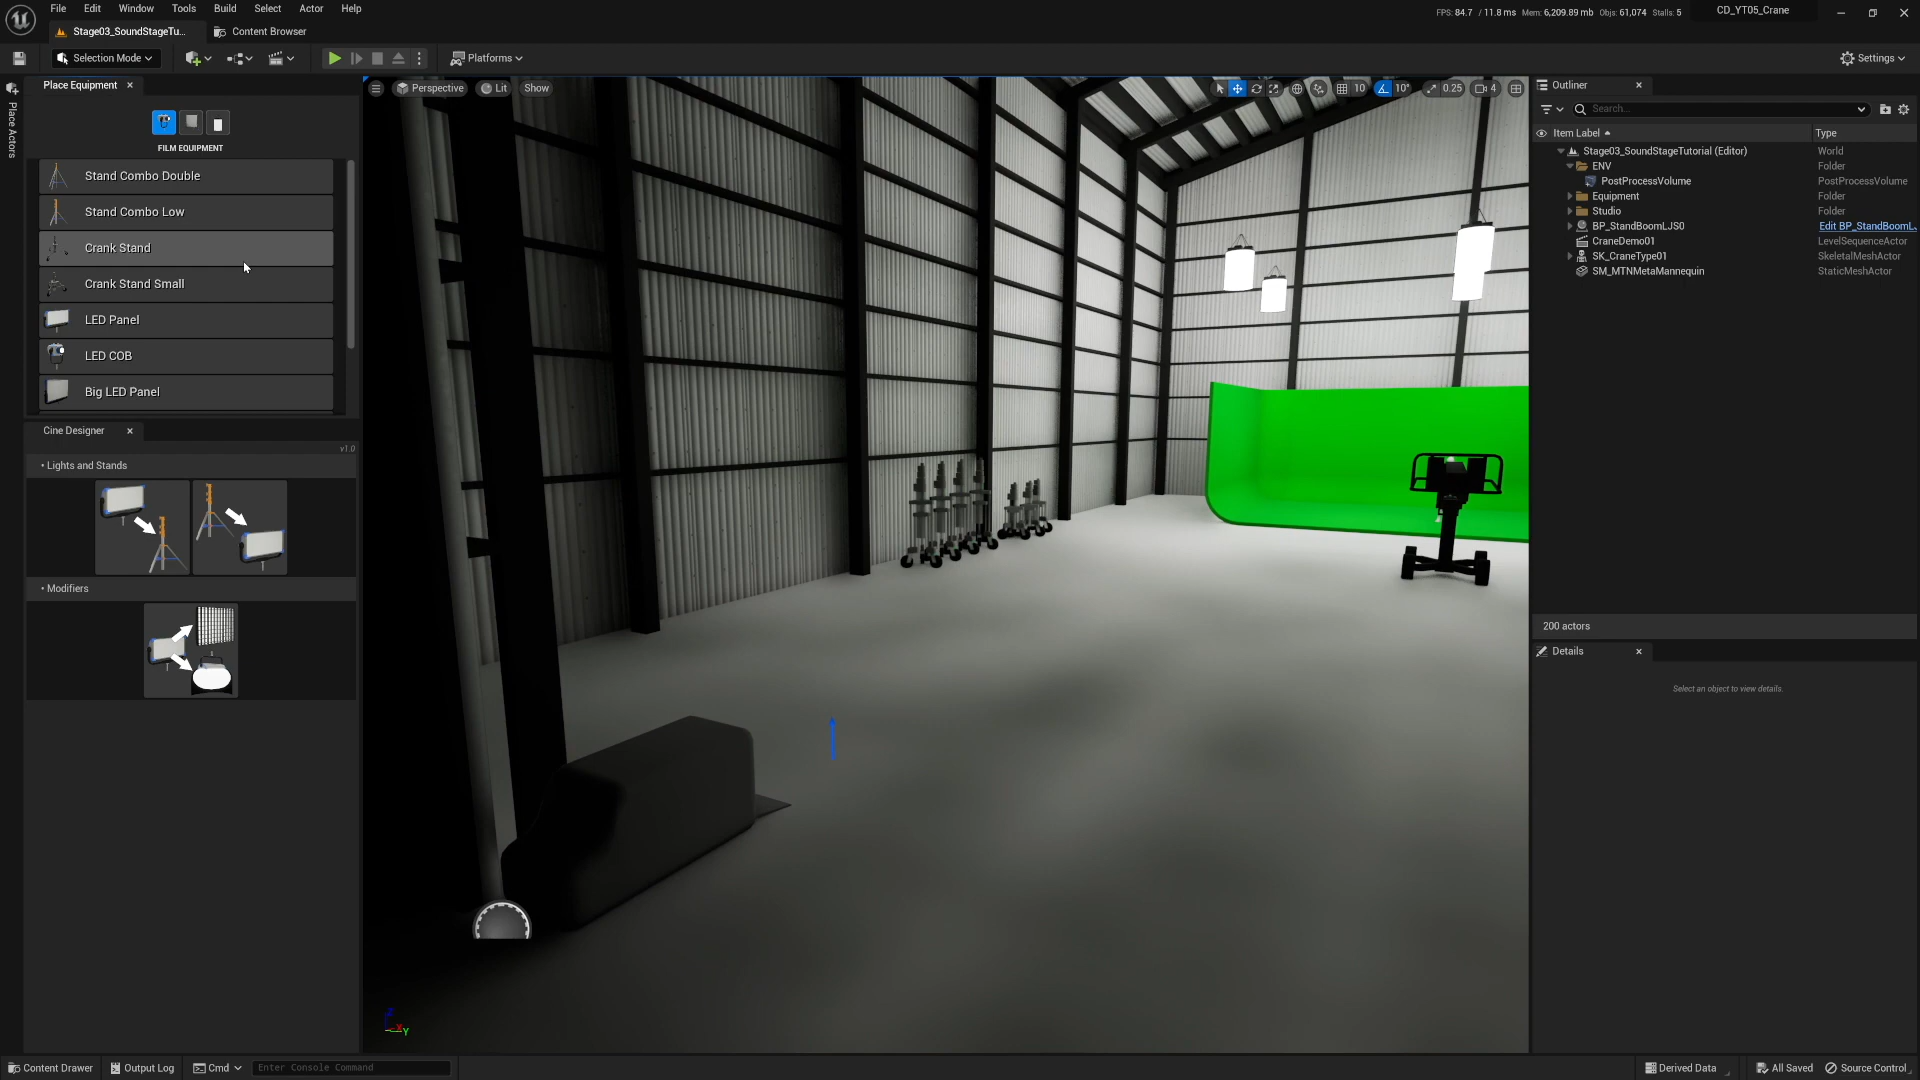 File Edit Window Tools Build Select Actor Help
FPS: 84.7 / 11.8 ms Mem: 6,209.89 mb Objs: 61,074 Stalls: 5
CD_YT05_Crane
Stage03_SoundStageTu...
Content Browser
Selection Mode
Platforms
Settings
Place Actors
Place Equipment
FILM EQUIPMENT
Stand Combo Double
Stand Combo Low
Crank Stand
Crank Stand Small
LED Panel
LED COB
Big LED Panel
Cine Designer
v1.0
• Lights and Stands
• Modifiers
Perspective Lit Show
10 10° 0.25 4
Outliner
Search...
Item Label Type
Stage03_SoundStageTutorial (Editor) World
ENV Folder
PostProcessVolume PostProcessVolume
Equipment Folder
Studio Folder
BP_StandBoomLJS0 Edit BP_StandBoomL
CraneDemo01 LevelSequenceActor
SK_CraneType01 SkeletalMeshActor
SM_MTNMetaMannequin StaticMeshActor
200 actors
Details
Select an object to view details.
Z X Y
Content Drawer Output Log Cmd Enter Console Command
Derived Data All Saved Source Control